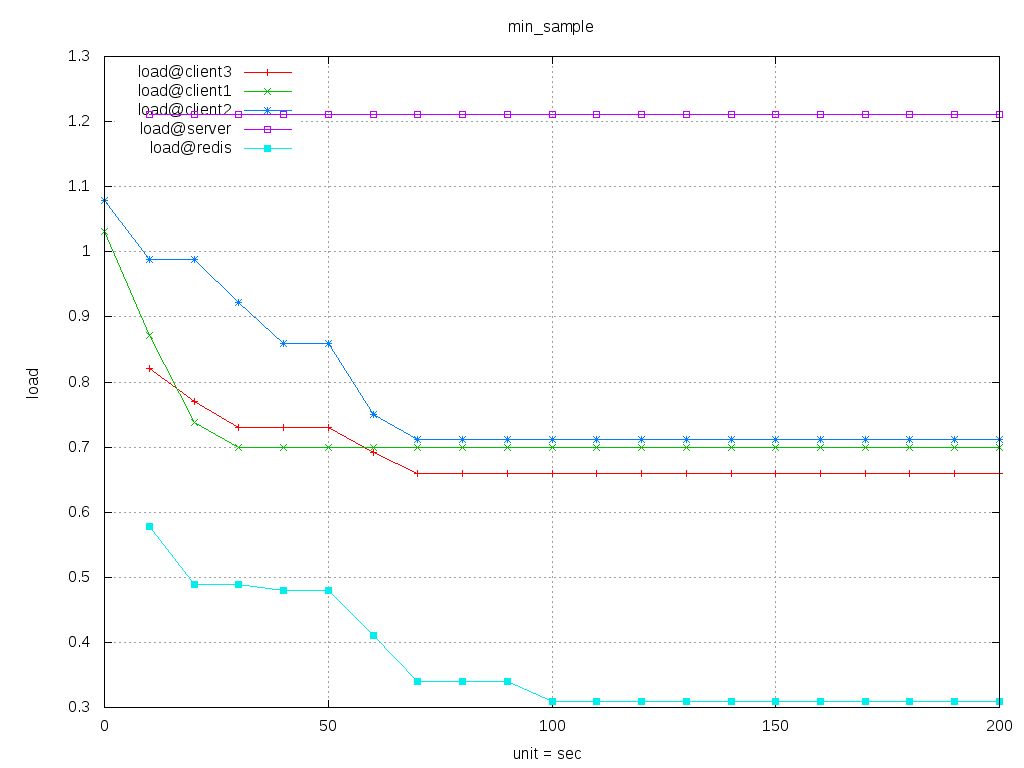 min_sample
1.3
load@client3
load@client1
load@client2
1.2
load@server
load@redis
1.1
1
0.9
0.8
load
0.7
0.6
0.5
0.4
0.3
0 50 100 150 200
unit = sec